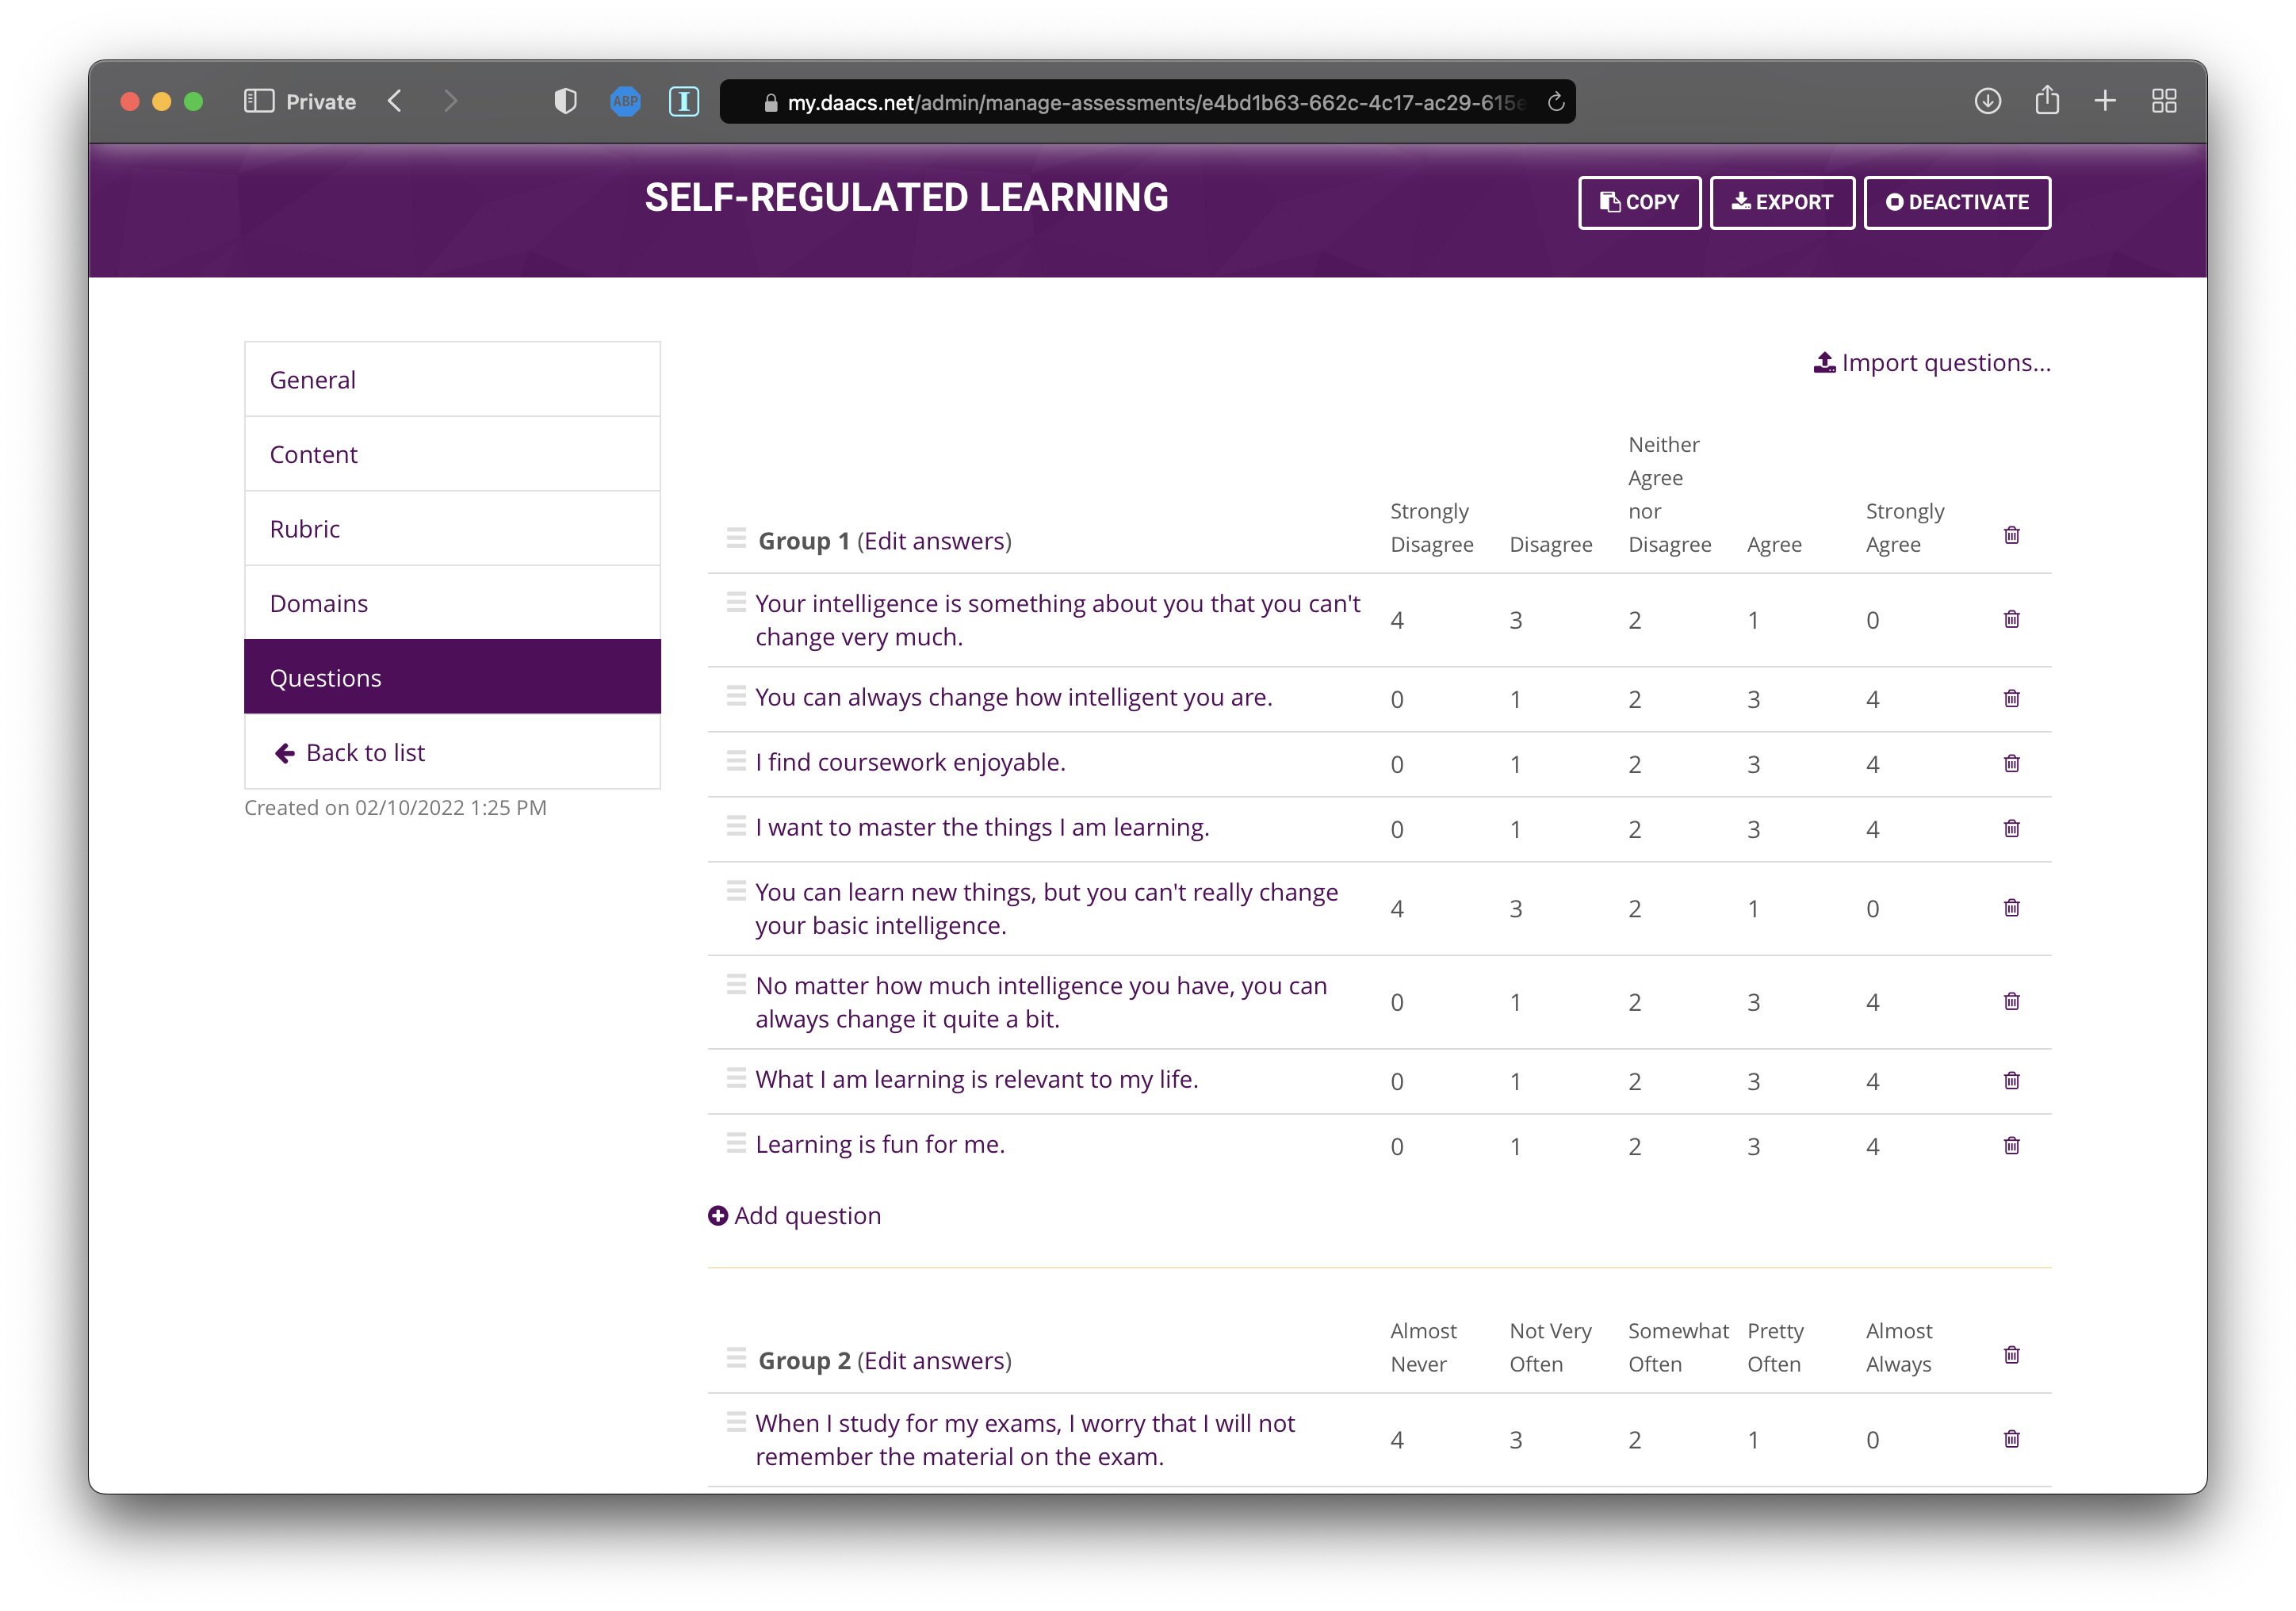 Private
ABP
I
my.daacs.net/admin/manage-assessments/e4bd1b63-662c-4c17-ac29-615e
SELF-REGULATED LEARNING
COPY
EXPORT
DEACTIVATE
General
Content
Rubric
Domains
Questions
Back to list
Created on 02/10/2022 1:25 PM
Import questions...
Group 1 (Edit answers)
Strongly
Disagree
Disagree
Neither
Agree
nor
Disagree
Agree
Strongly
Agree
Your intelligence is something about you that you can't
change very much.
4 3 2 1 0
You can always change how intelligent you are. 0 1 2 3 4
I find coursework enjoyable. 0 1 2 3 4
I want to master the things I am learning. 0 1 2 3 4
You can learn new things, but you can't really change
your basic intelligence.
4 3 2 1 0
No matter how much intelligence you have, you can
always change it quite a bit.
0 1 2 3 4
What I am learning is relevant to my life. 0 1 2 3 4
Learning is fun for me. 0 1 2 3 4
Add question
Group 2 (Edit answers)
Almost
Never
Not Very
Often
Somewhat
Often
Pretty
Often
Almost
Always
When I study for my exams, I worry that I will not
remember the material on the exam.
4 3 2 1 0